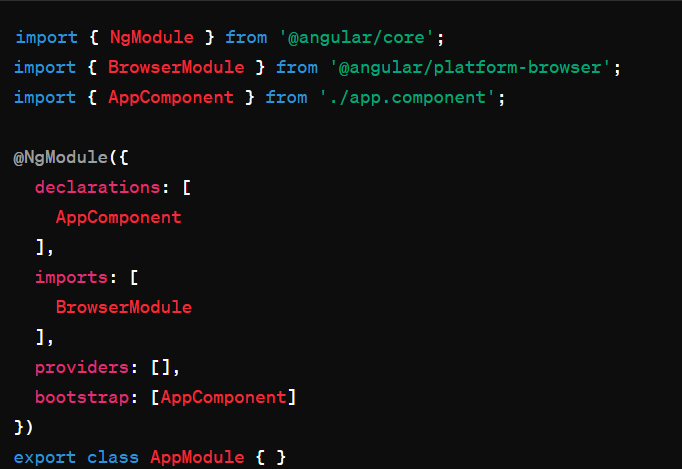 import { NgModule } from '@angular/core';
import { BrowserModule } from '@angular/platform-browser';
import { AppComponent } from './app.component';

@NgModule({
  declarations: [
    AppComponent
  ],
  imports: [
    BrowserModule
  ],
  providers: [],
  bootstrap: [AppComponent]
})
export class AppModule { }